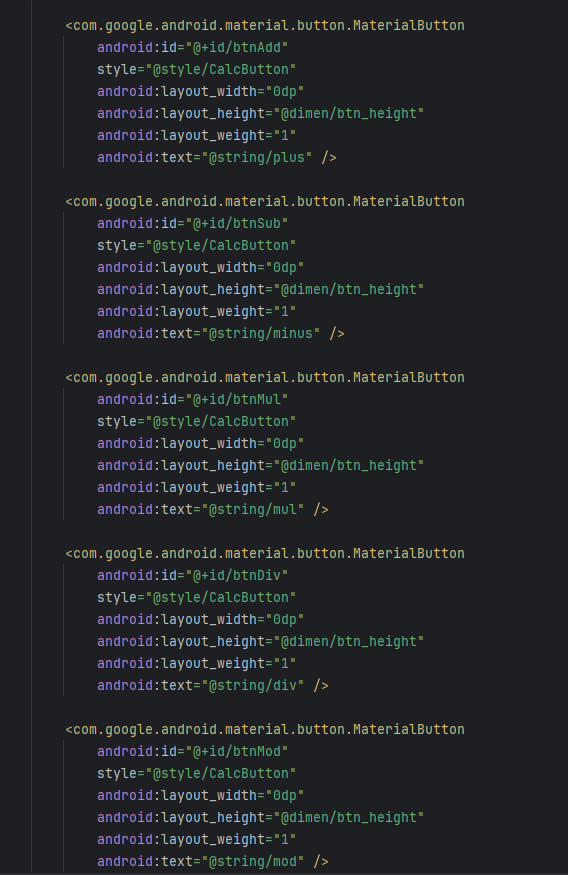 <com.google.android.material.button.MaterialButton
android:id="@+id/btnAdd"
style="@style/CalcButton"
android:layout_width="0dp"
android:layout_height="@dimen/btn_height"
android:layout_weight="1"
android:text="@string/plus" />
<com.google.android.material.button.MaterialButton
android:id="@+id/btnSub"
style="@style/CalcButton"
android:layout_width="0dp"
android:layout_height="@dimen/btn_height"
android:layout_weight="1"
android:text="@string/minus" />
<com.google.android.material.button.MaterialButton
android:id="@+id/btnMul"
style="@style/CalcButton"
android:layout_width="0dp"
android:layout_height="@dimen/btn_height"
android:layout_weight="1"
android:text="@string/mul" />
<com.google.android.material.button.MaterialButton
android:id="@+id/btnDiv"
style="@style/CalcButton"
android:layout_width="0dp"
android:layout_height="@dimen/btn_height"
android:layout_weight="1"
android:text="@string/div" />
<com.google.android.material.button.MaterialButton
android:id="@+id/btnMod"
style="@style/CalcButton"
android:layout_width="0dp"
android:layout_height="@dimen/btn_height"
android:layout_weight="1"
android:text="@string/mod" />